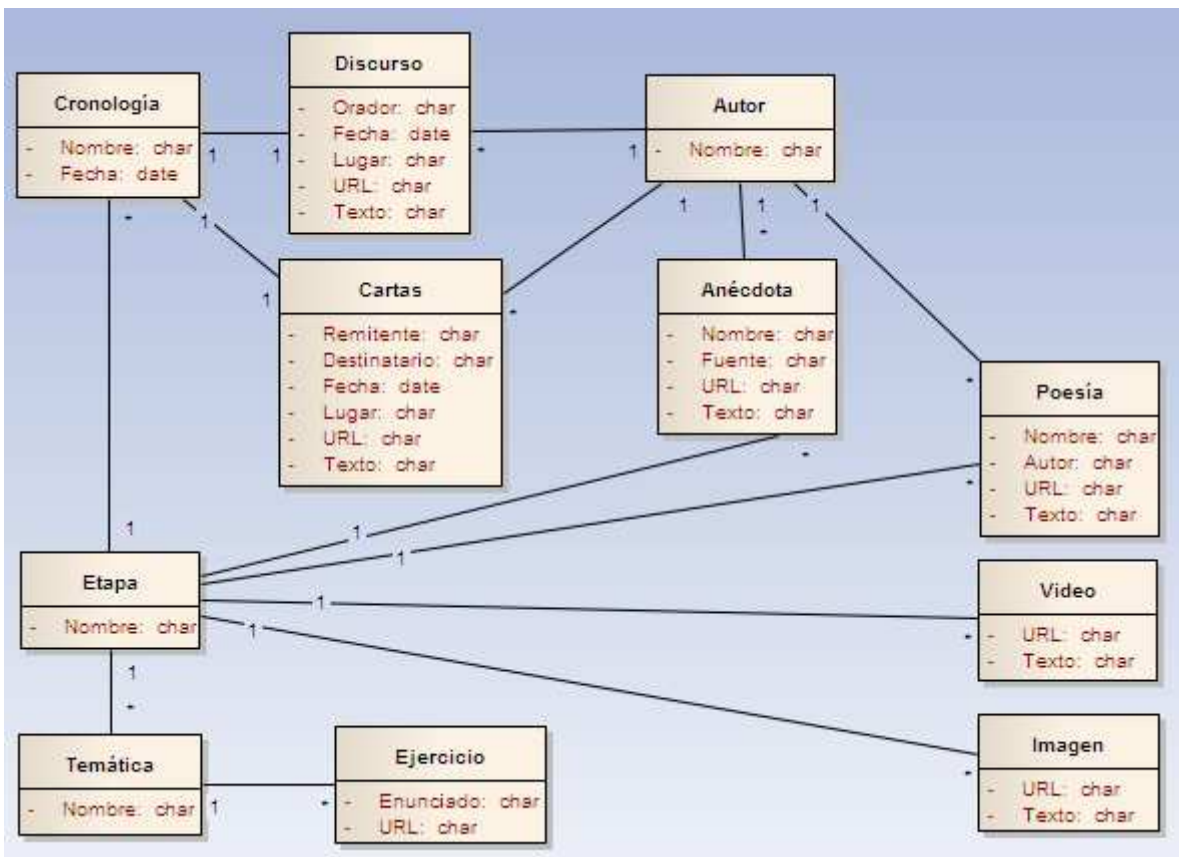 Cronología
- Nombre: char
- Fecha: date
Discurso
- Orador: char
- Fecha: date
- Lugar: char
- URL: char
- Texto: char
Autor
- Nombre: char
1
1
*
1
*
1
1
1
1
*
1
*
Cartas
- Remitente: char
- Destinatario: char
- Fecha: date
- Lugar: char
- URL: char
- Texto: char
Anécdota
- Nombre: char
- Fuente: char
- URL: char
- Texto: char
*
Poesía
- Nombre: char
- Autor: char
- URL: char
- Texto: char
*
*
1
1
1
Etapa
- Nombre: char
1
1
*
Video
- URL: char
- Texto: char
1
*
Temática
- Nombre: char
1
*
Ejercicio
- Enunciado: char
- URL: char
*
Imagen
- URL: char
- Texto: char